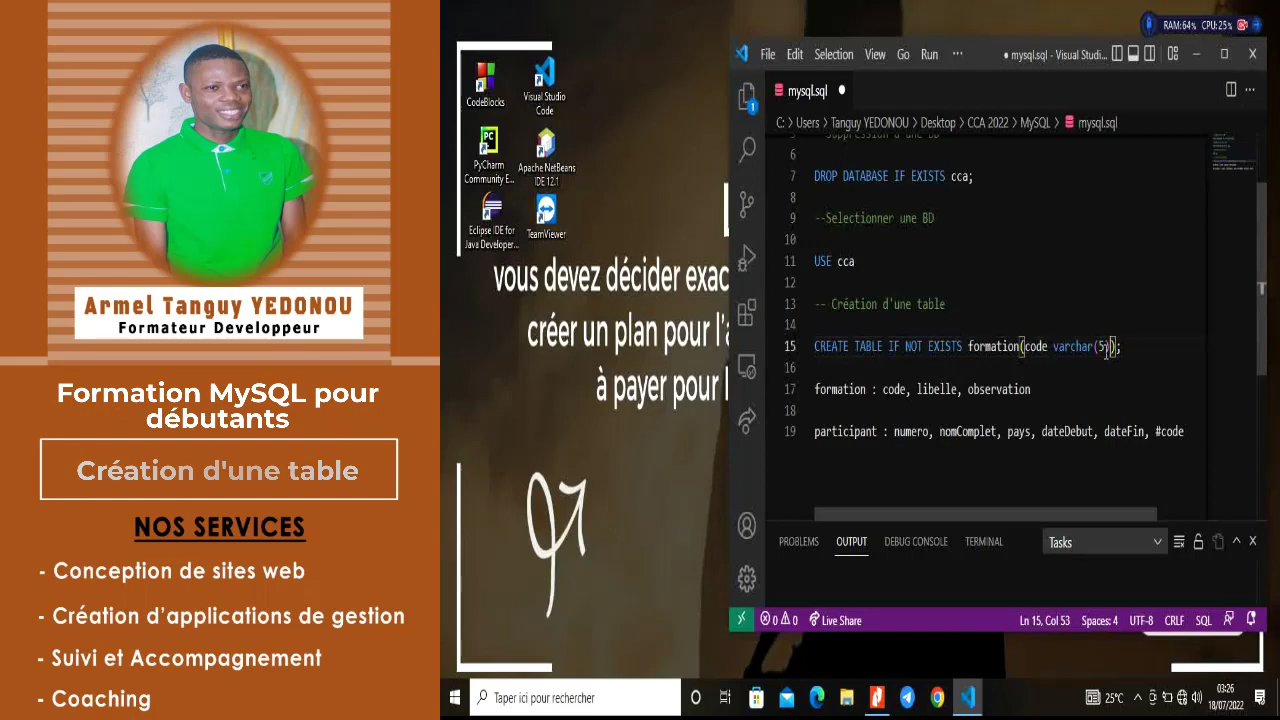 Armel Tanguy YEDONOU
Formateur Developpeur
Formation MySQL pour
débutants
Création d'une table
NOS SERVICES
- Conception de sites web
- Création d'applications de gestion
- Suivi et Accompagnement
- Coaching
CodeBlocks
Visual Studio
Code
PyCharm
Community E...
Apache NetBeans
IDE 12.1
Eclipse IDE for
Java Developer...
TeamViewer
vous devez décider exac
créer un plan pour l'a
à payer pour l
RAM: 64% CPU: 25%
File Edit Selection View Go Run ···
● mysql.sql - Visual Studi...
mysql.sql ●
C: > Users > Tanguy YEDONOU > Desktop > CCA 2022 > MySQL > mysql.sql
6
7 DROP DATABASE IF EXISTS cca;
8
9 --Selectionner une BD
10
11 USE cca
12
13 -- Création d'une table
14
15 CREATE TABLE IF NOT EXISTS formation(code varchar(5));
16
17 formation : code, libelle, observation
18
19 participant : numero, nomComplet, pays, dateDebut, dateFin, #code
PROBLEMS OUTPUT DEBUG CONSOLE TERMINAL Tasks
0 0 Live Share Ln 15, Col 53 Spaces: 4 UTF-8 CRLF SQL
Taper ici pour rechercher
25°C
03:26
18/07/2022